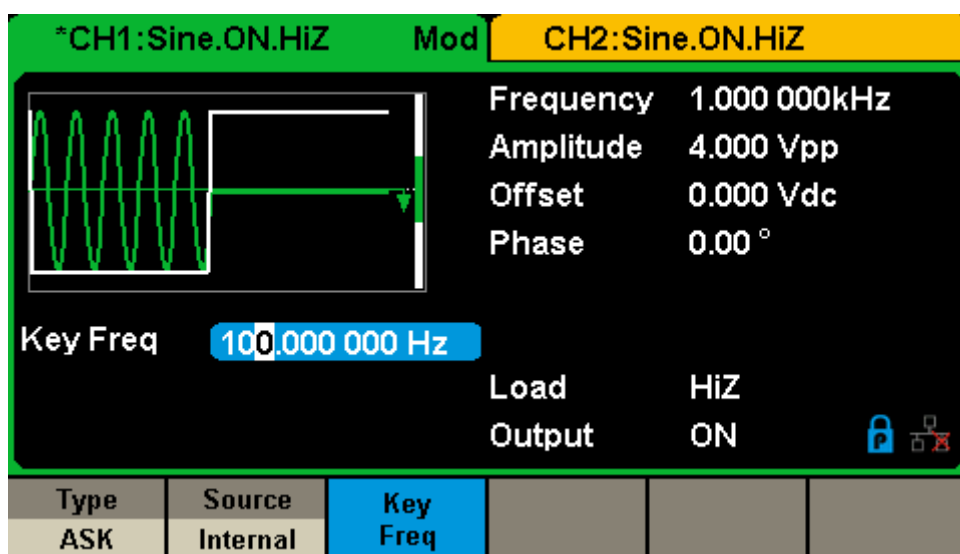 *CH1:Sine.ON.HiZ Mod CH2:Sine.ON.HiZ
Frequency 1.000 000kHz
Amplitude 4.000 Vpp
Offset 0.000 Vdc
Phase 0.00 °
Key Freq 100.000 000 Hz
Load HiZ
Output ON
P
Type Source Key
ASK Internal Freq